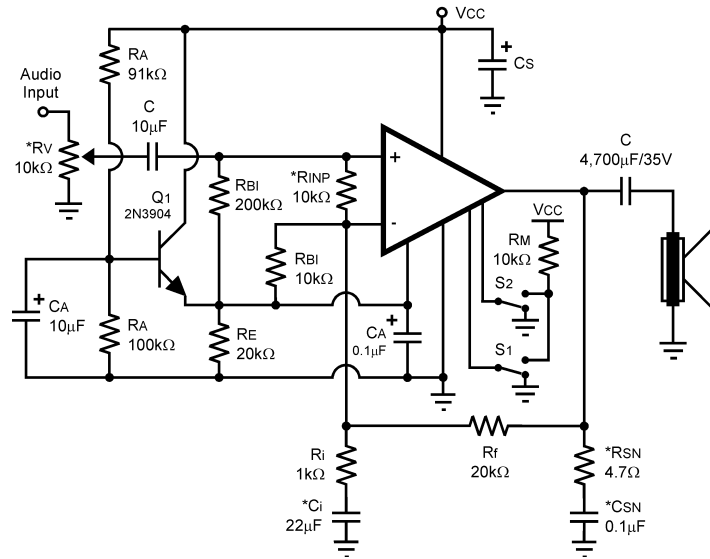 VCC
RA
91kΩ
CS
Audio
Input
C
10µF
C
4,700µF/35V
*RV
10kΩ
+
*RINP
10kΩ
RBI
200kΩ
Q1
2N3904
-
VCC
RM
10kΩ
RBI
10kΩ
S2
+
CA
10µF
RA
100kΩ
RE
20kΩ
+
CA
0.1µF
S1
+
Ri
1kΩ
Rf
20kΩ
*RSN
4.7Ω
*Ci
22µF
*CSN
0.1µF